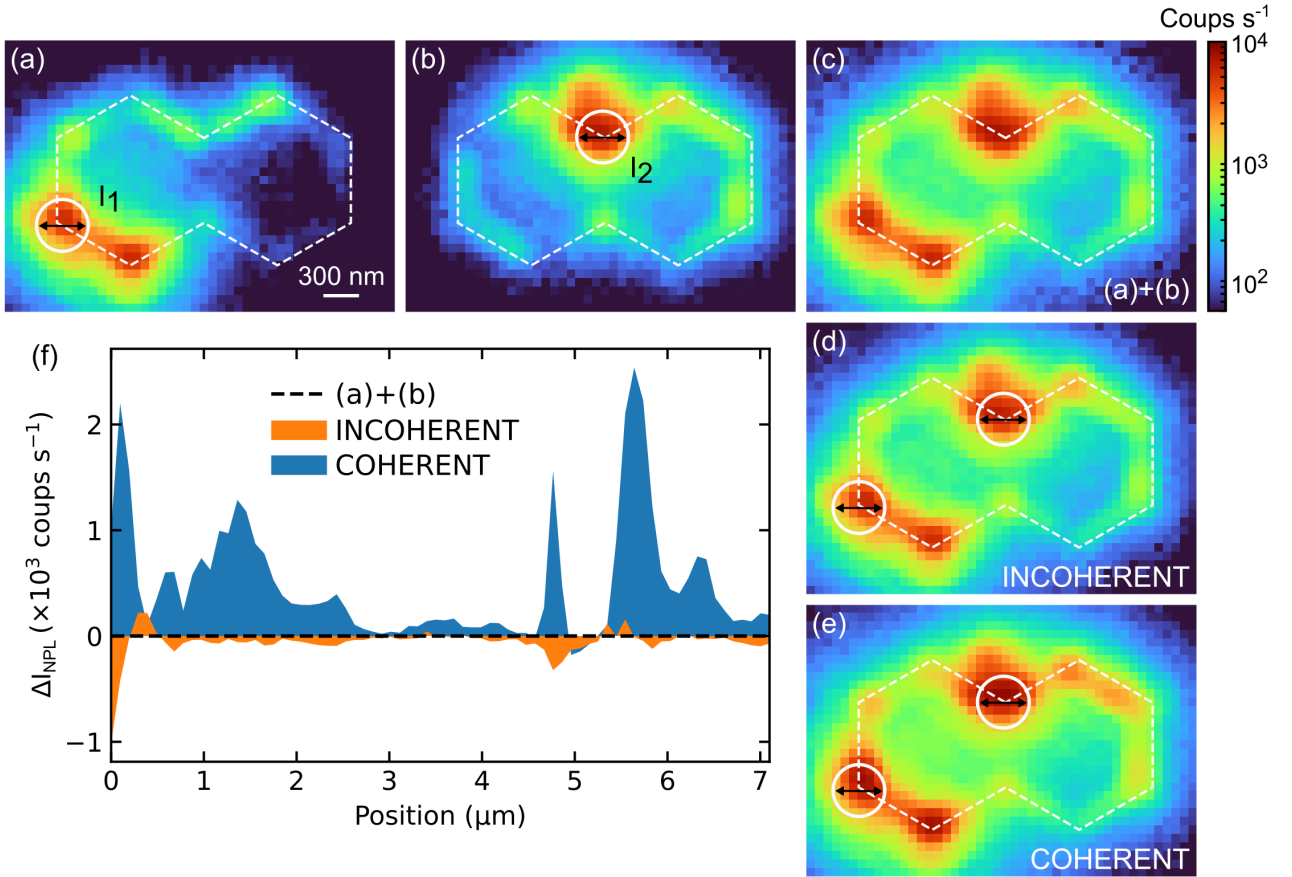 Coups s⁻¹
(a)
I₁
300 nm
(b)
I₂
(c)
(a)+(b)
10⁴
10³
10²
(d)
INCOHERENT
(e)
COHERENT
(f)
(a)+(b)
INCOHERENT
COHERENT
ΔI_NPL (×10³ coups s⁻¹)
2
1
0
−1
0 1 2 3 4 5 6 7
Position (μm)